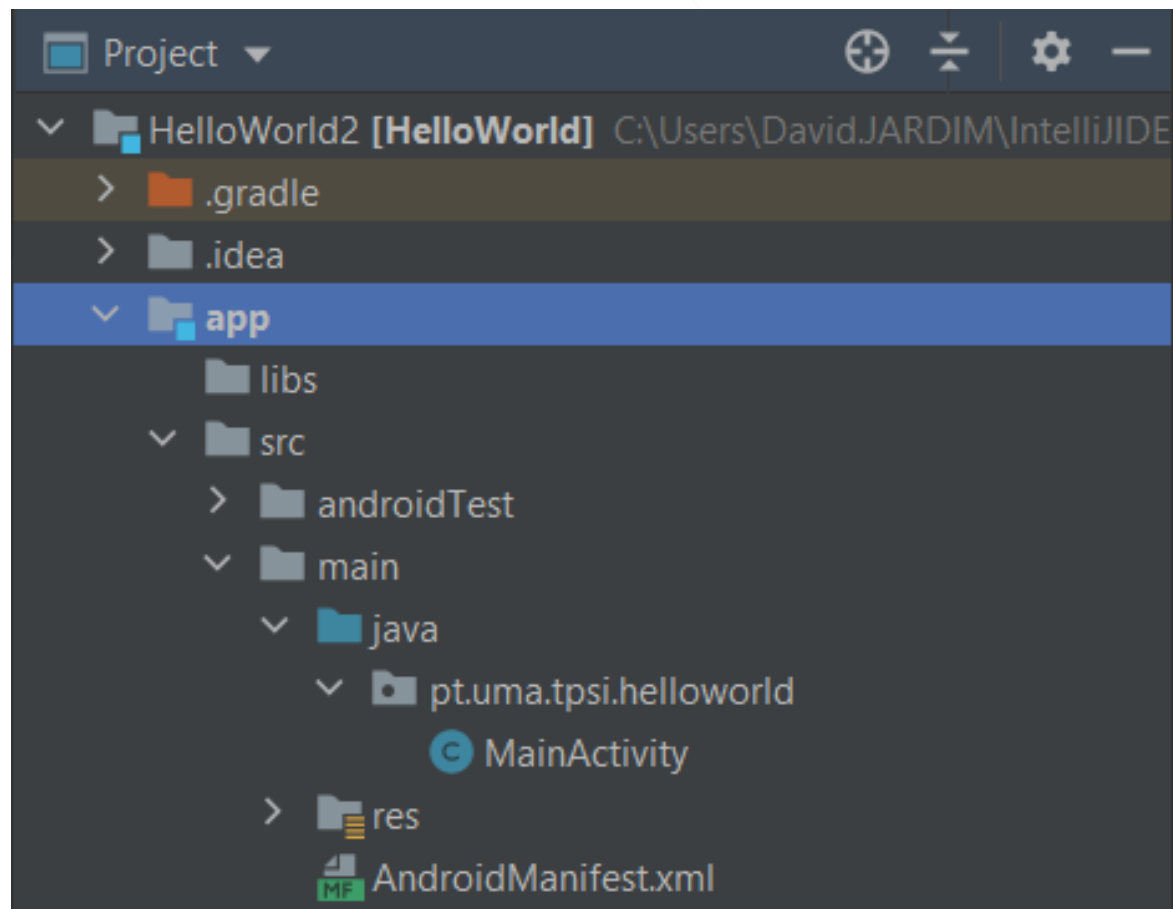 Project
HelloWorld2 [HelloWorld] C:\Users\David.JARDIM\IntelliJIDE
.gradle
.idea
app
libs
src
androidTest
main
java
pt.uma.tpsi.helloworld
C MainActivity
res
MF AndroidManifest.xml